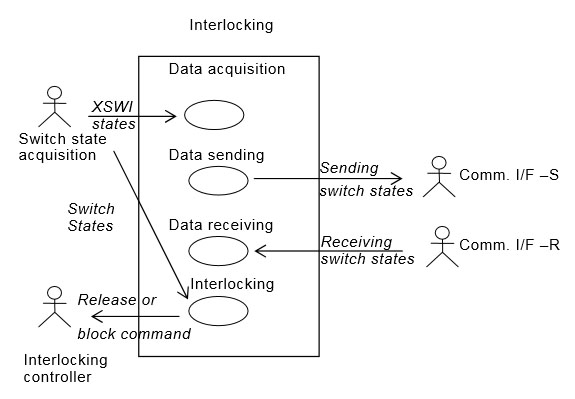 Interlocking
Data acquisition
XSWI
states
Switch state
acquisition
Data sending
Sending
switch states
Comm. I/F –S
Switch
States
Data receiving
Receiving
switch states
Comm. I/F –R
Interlocking
Release or
block command
Interlocking
controller